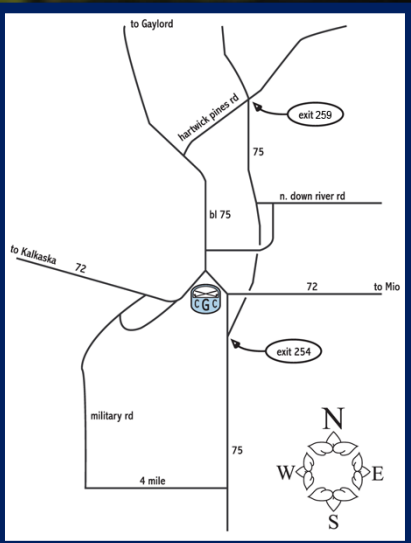 to Gaylord
hartwick pines rd
exit 259
75
n. down river rd
bl 75
to Kalkaska
72
72
to Mio
CGC
exit 254
military rd
75
4 mile
N
W
E
S